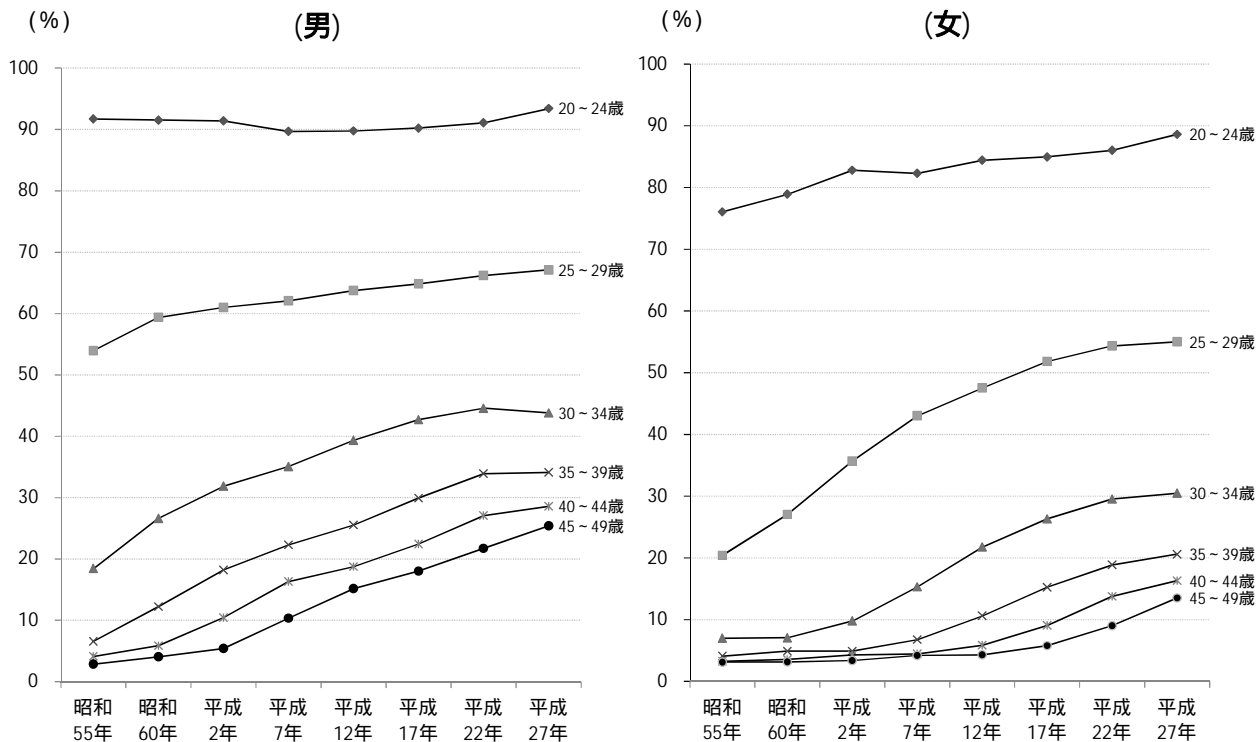 (%)
(男)
100
90
80
70
60
50
40
30
20
10
0
20~24歳
25~29歳
30~34歳
35~39歳
40~44歳
45~49歳
昭和 昭和 平成 平成 平成 平成 平成 平成
55年 60年 2年 7年 12年 17年 22年 27年
(%)
(女)
100
90
80
70
60
50
40
30
20
10
0
20~24歳
25~29歳
30~34歳
35~39歳
40~44歳
45~49歳
昭和 昭和 平成 平成 平成 平成 平成 平成
55年 60年 2年 7年 12年 17年 22年 27年